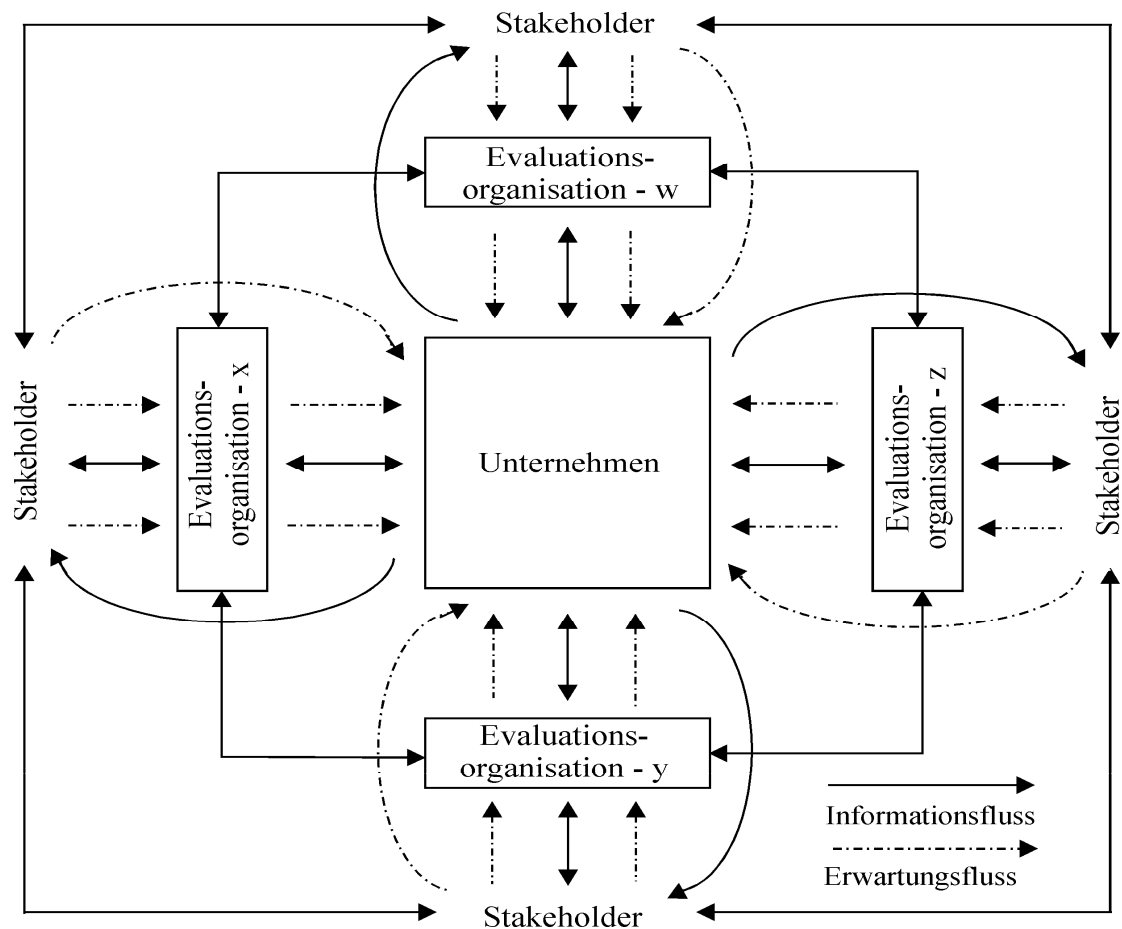 Stakeholder
Evaluations-
organisation - w
Stakeholder
Evaluations-
organisation - x
Unternehmen
Evaluations-
organisation - z
Stakeholder
Evaluations-
organisation - y
Informationsfluss
Erwartungsfluss
Stakeholder